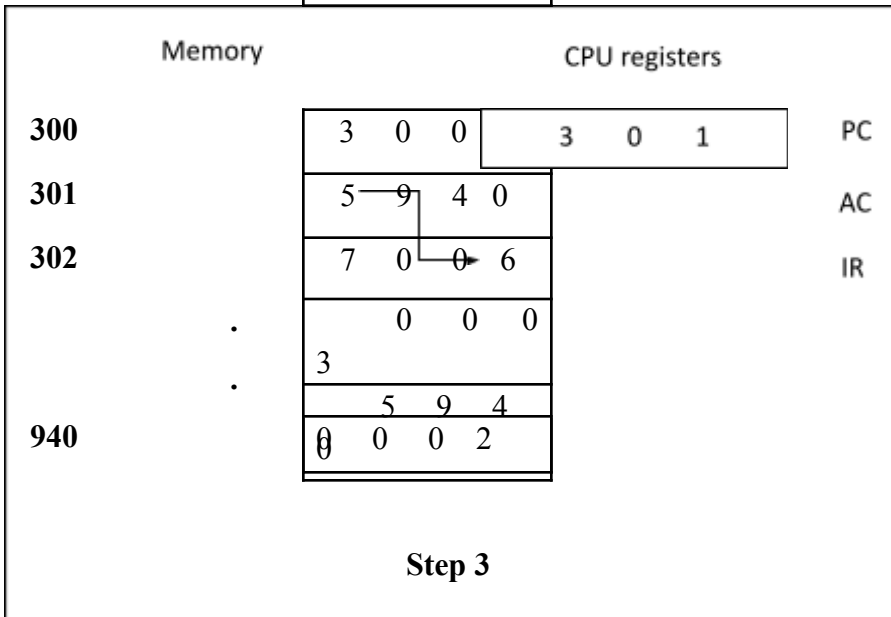 Memory CPU registers
300 3 0 0 3 0 1 PC
301 5 9 4 0 AC
302 7 0 0 6 IR
. 0 0 0
3
.
5 9 4
940 0 0 0 2
0
Step 3